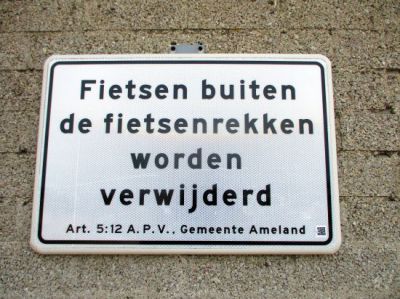 Fietsen buiten
de fietsenrekken
worden
verwijderd
Art. 5:12 A.P.V., Gemeente Ameland